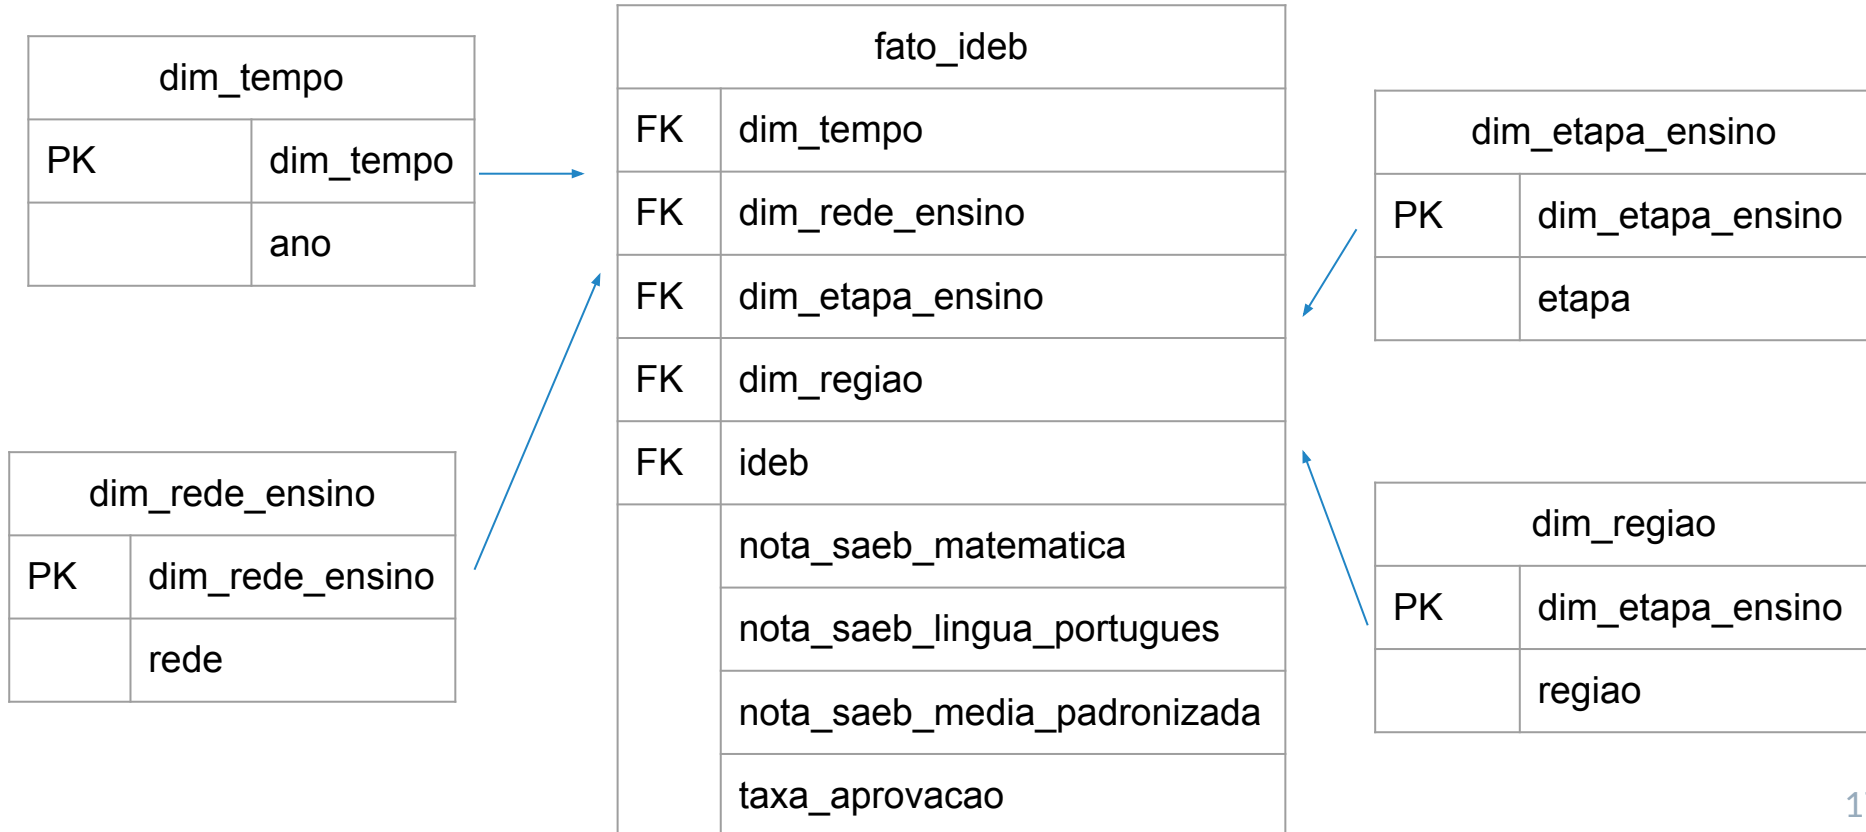 dim_tempo
PK dim_tempo
ano
dim_rede_ensino
PK dim_rede_ensino
rede
fato_ideb
FK dim_tempo
FK dim_rede_ensino
FK dim_etapa_ensino
FK dim_regiao
FK ideb
nota_saeb_matematica
nota_saeb_lingua_portugues
nota_saeb_media_padronizada
taxa_aprovacao
dim_etapa_ensino
PK dim_etapa_ensino
etapa
dim_regiao
PK dim_etapa_ensino
regiao